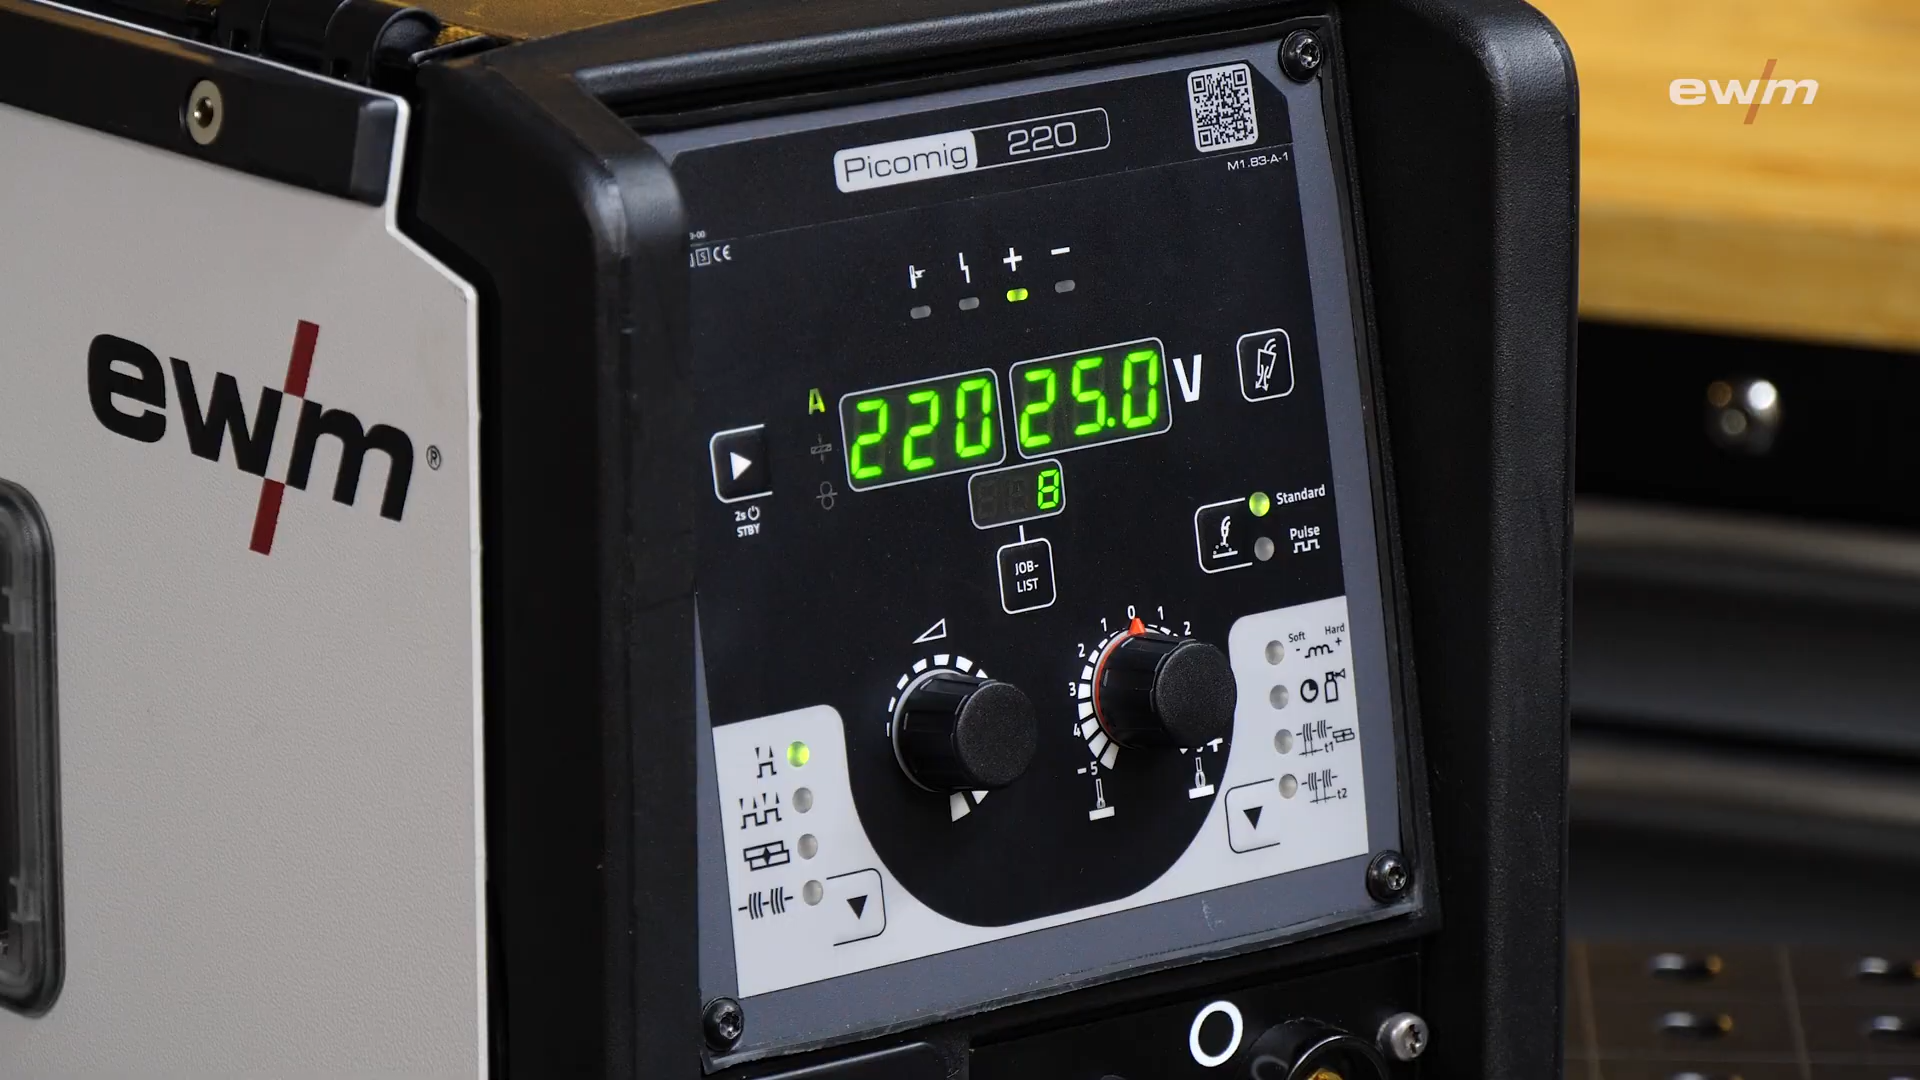 ewm
Picomig 220
M1.83-A-1
CE
ewm®
+ -
A 220 25.0 V
8
2s
STBY
JOB-
LIST
Standard
Pulse
5 4 3 2 1 0 1 2
Soft Hard
- +
t1
t2